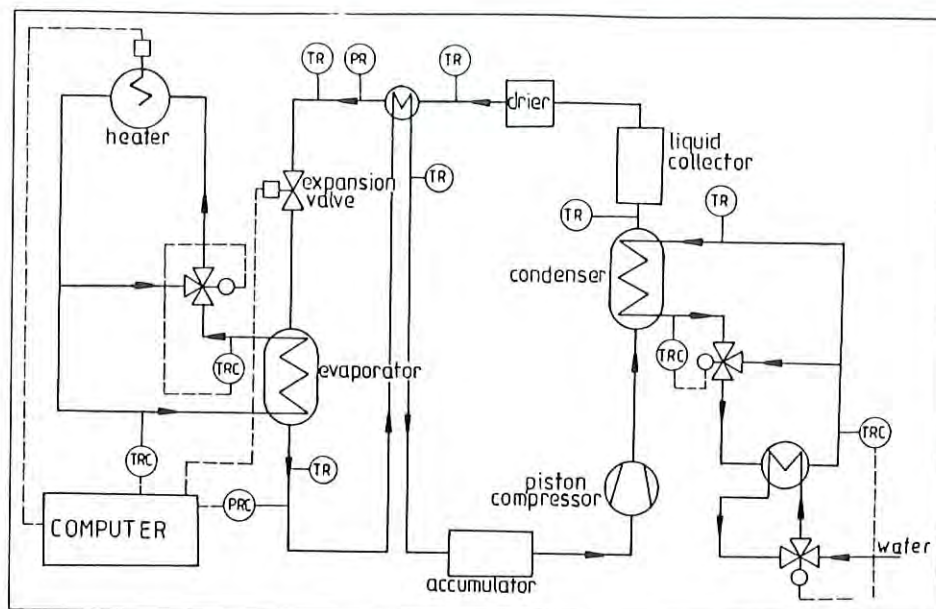 TR
PR
TR
drier
heater
liquid
collector
TR
expansion
valve
TR
TR
condenser
TRC
evaporator
TRC
TRC
TR
TRC
piston
compressor
PRC
COMPUTER
water
accumulator